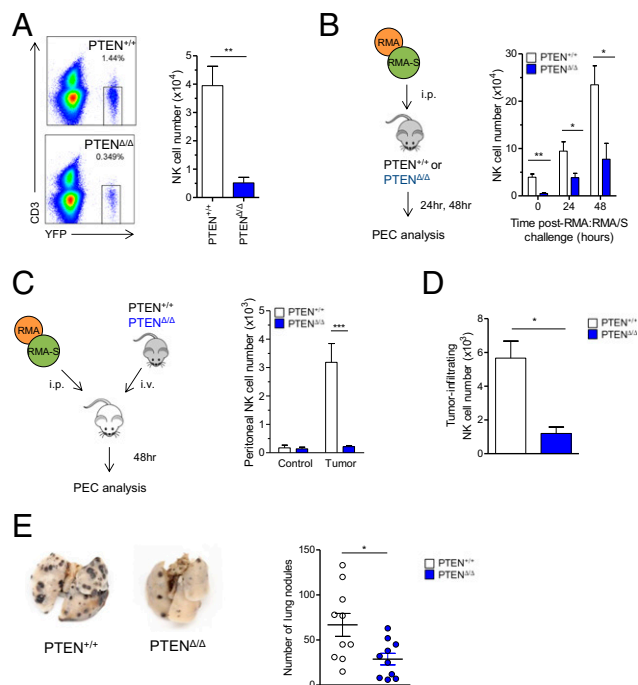 A
PTEN+/+
1.44%
PTENΔ/Δ
0.349%
CD3
YFP
NK cell number (x10⁴)
5
4
3
2
1
0
**
PTEN+/+
PTENΔ/Δ
B
RMA
RMA-S
i.p.
PTEN+/+ or
PTENΔ/Δ
24hr, 48hr
PEC analysis
PTEN+/+
PTENΔ/Δ
NK cell number (x10⁴)
30
20
10
0
**
*
*
0 24 48
Time post-RMA:RMA/S
challenge (hours)
C
RMA
RMA-S
PTEN+/+
PTENΔ/Δ
i.p.
i.v.
48hr
PEC analysis
PTEN+/+
PTENΔ/Δ
Peritoneal NK cell number (x10³)
5
4
3
2
1
0
***
Control Tumor
D
Tumor-infiltrating
NK cell number (x10³)
8
6
4
2
0
*
PTEN+/+
PTENΔ/Δ
E
PTEN+/+
PTENΔ/Δ
Number of lung nodules
150
100
50
0
*
PTEN+/+
PTENΔ/Δ